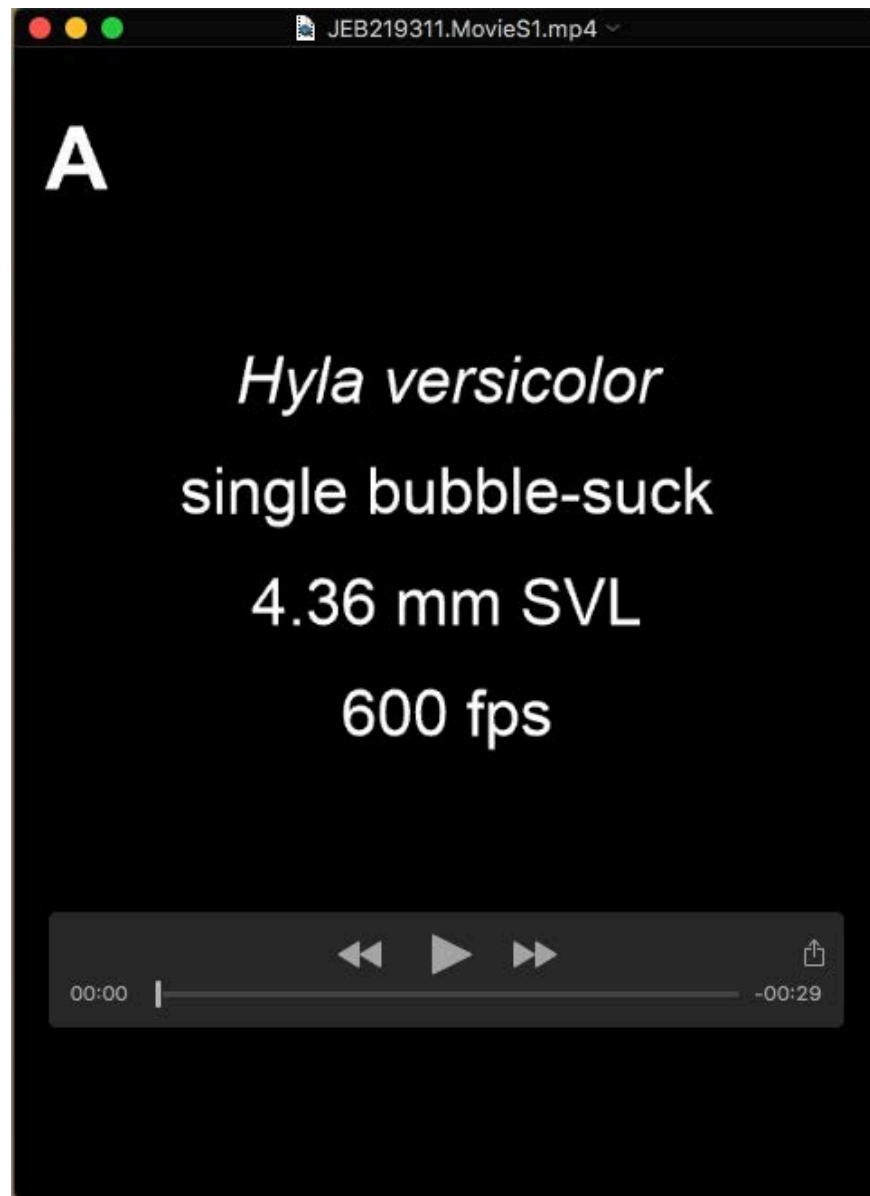 JEB219311.MovieS1.mp4
A
Hyla versicolor
single bubble-suck
4.36 mm SVL
600 fps
00:00 -00:29